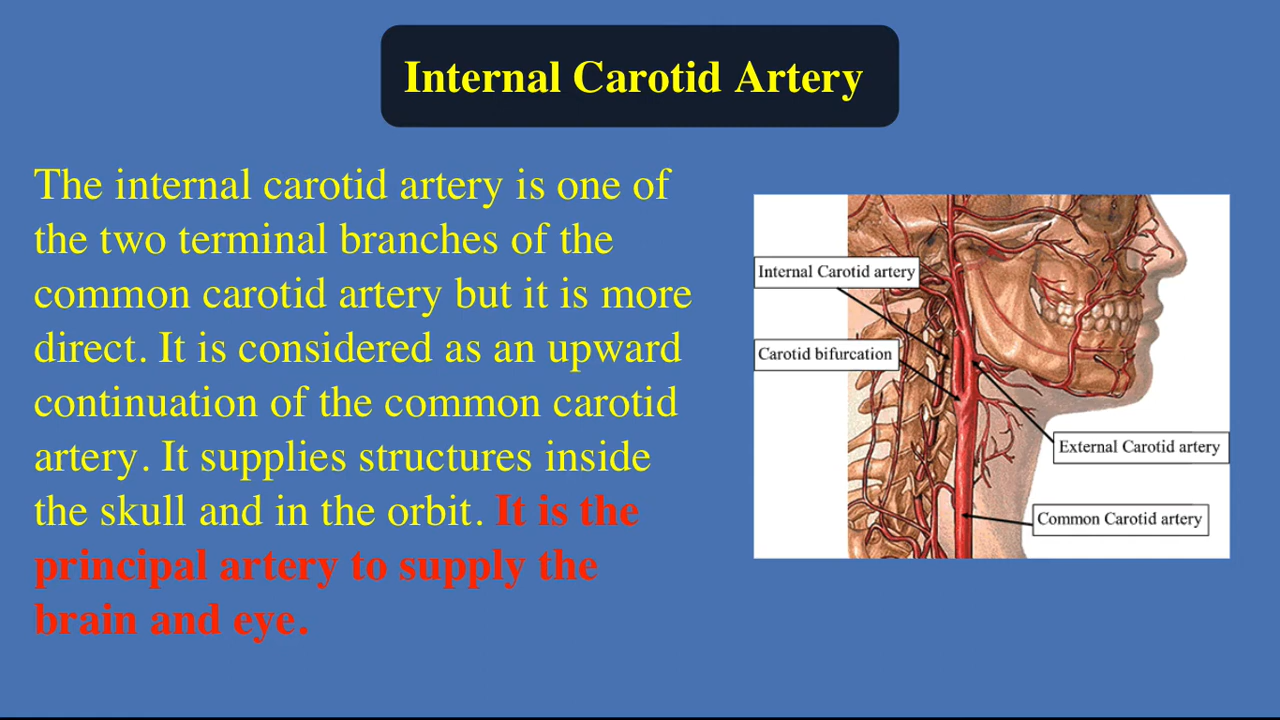 Internal Carotid Artery
The internal carotid artery is one of
the two terminal branches of the
common carotid artery but it is more
direct. It is considered as an upward
continuation of the common carotid
artery. It supplies structures inside
the skull and in the orbit. It is the
principal artery to supply the
brain and eye.
Internal Carotid artery
Carotid bifurcation
External Carotid artery
Common Carotid artery